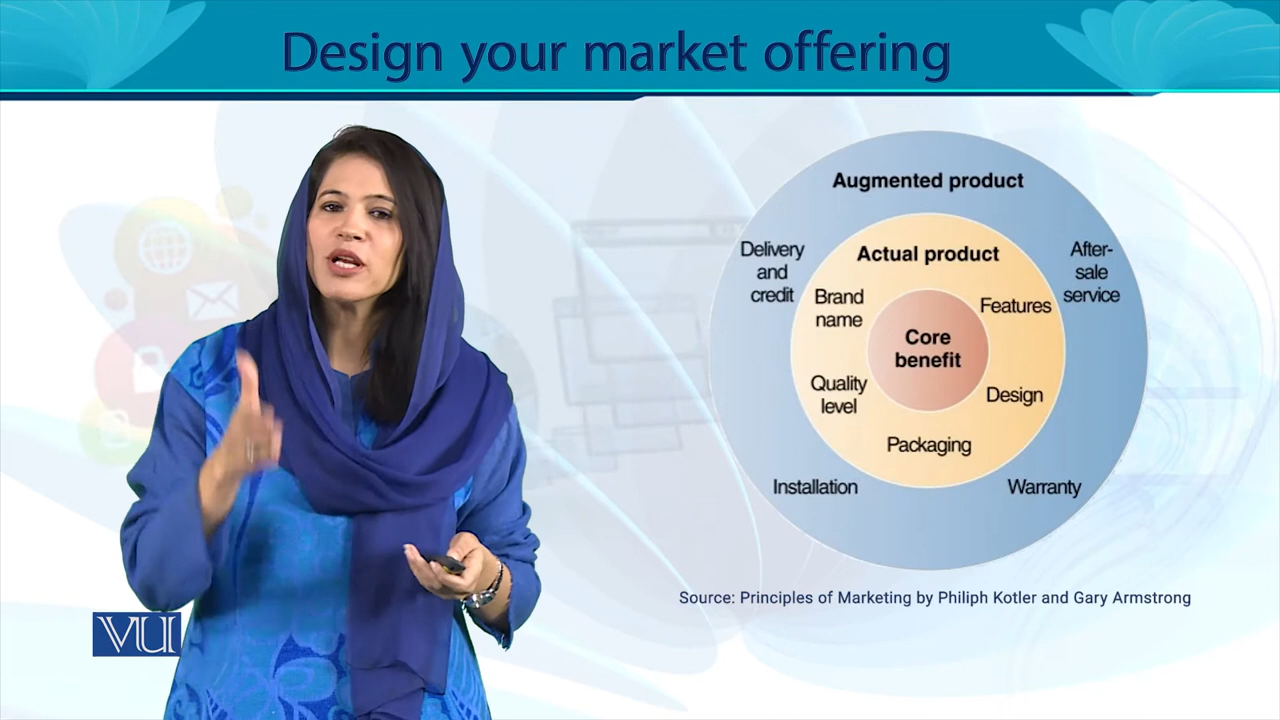 Design your market offering
Augmented product
Delivery
and
credit
After-
sale
service
Actual product
Brand
name
Features
Core
benefit
Quality
level
Design
Packaging
Installation
Warranty
Source: Principles of Marketing by Philiph Kotler and Gary Armstrong
VU